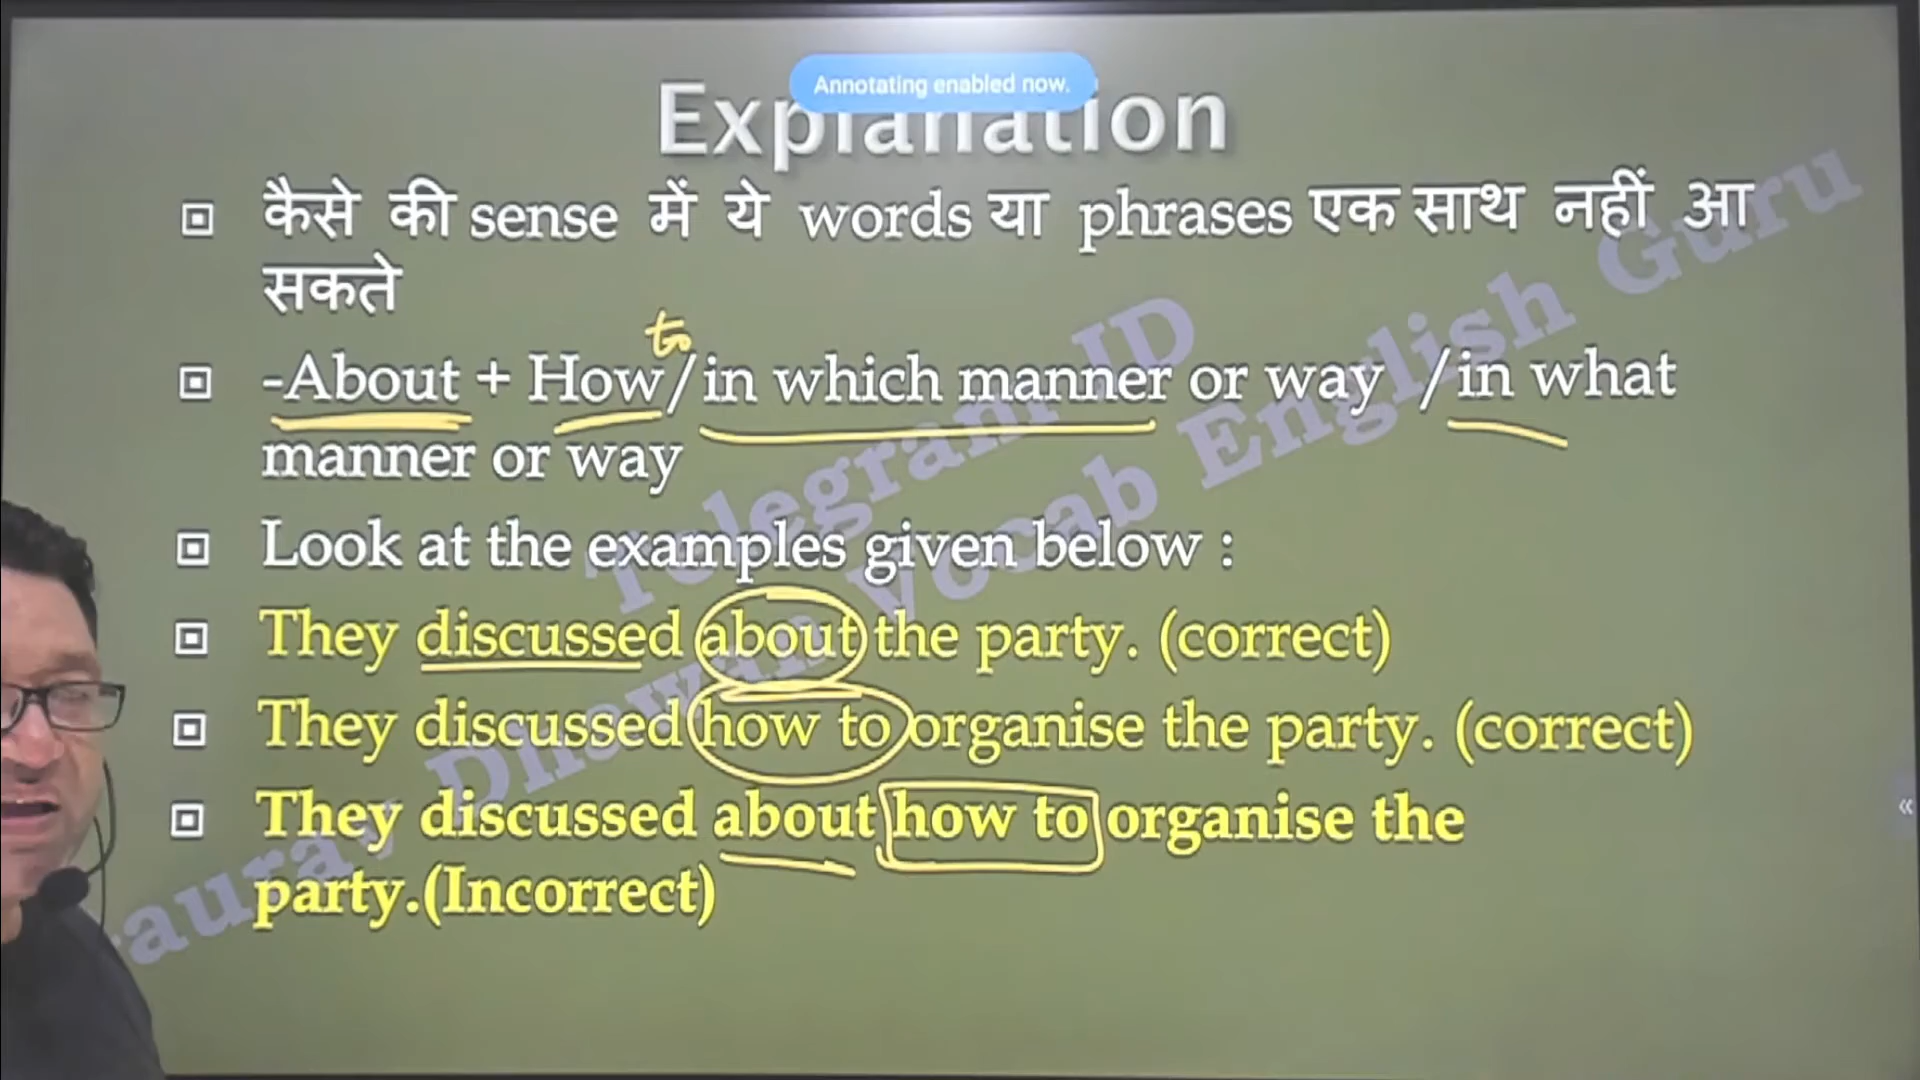 Annotating enabled now.
Explanation
कैसे की sense में ये words या phrases एक साथ नहीं आ
सकते
to
-About + How/in which manner or way /in what
manner or way
Look at the examples given below :
They discussed about the party. (correct)
They discussed how to organise the party. (correct)
They discussed about how to organise the
party.(Incorrect)
Telegram ID
Gaurav Dhawan Vocab English Guru
«